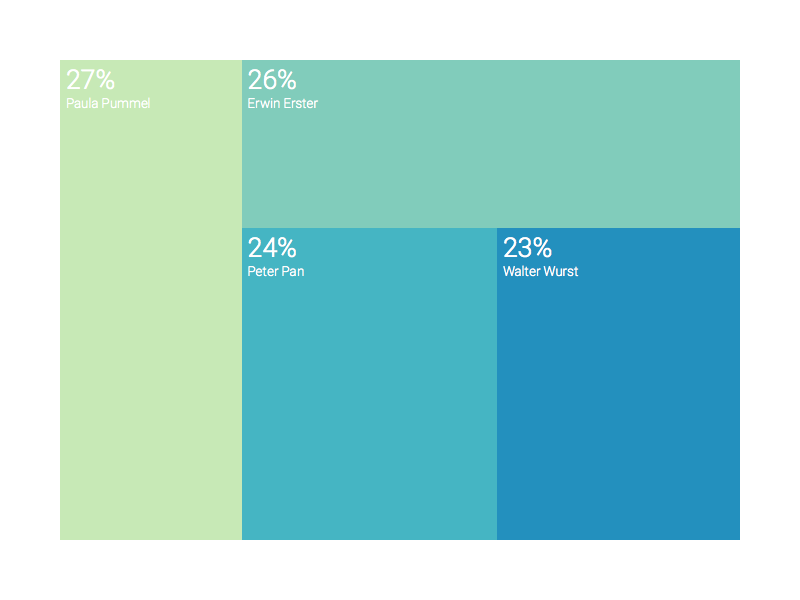 27%
Paula Pummel
26%
Erwin Erster
24%
Peter Pan
23%
Walter Wurst